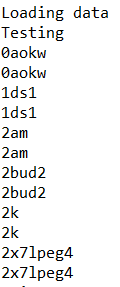 Loading data
Testing
0aokw
0aokw
1ds1
1ds1
2am
2am
2bud2
2bud2
2k
2k
2x7lpeg4
2x7lpeg4